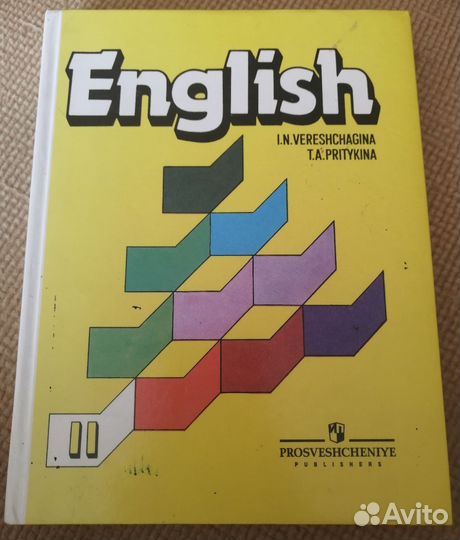 English
I.N.VERESHCHAGINA
T.A.PRITYKINA
II
PROSVESHCHENIYE
PUBLISHERS
Avito